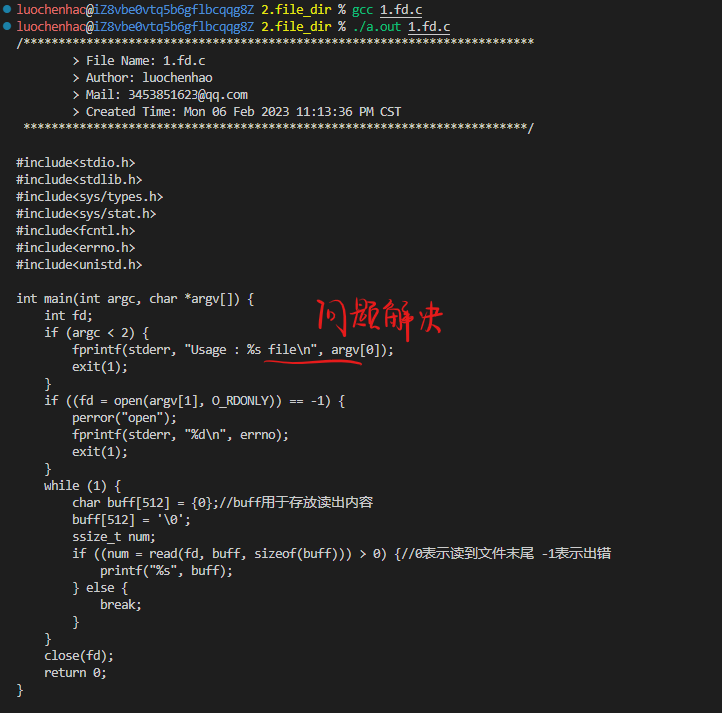 luochenhao@iZ8vbe0vtq5b6gflbcqqg8Z 2.file_dir % gcc 1.fd.c
luochenhao@iZ8vbe0vtq5b6gflbcqqg8Z 2.file_dir % ./a.out 1.fd.c
/*************************************************************************
> File Name: 1.fd.c
> Author: luochenhao
> Mail: 3453851623@qq.com
> Created Time: Mon 06 Feb 2023 11:13:36 PM CST
************************************************************************/
#include<stdio.h>
#include<stdlib.h>
#include<sys/types.h>
#include<sys/stat.h>
#include<fcntl.h>
#include<errno.h>
#include<unistd.h>
int main(int argc, char *argv[]) {
int fd;
问题解决
if (argc < 2) {
fprintf(stderr, "Usage : %s file\n", argv[0]);
exit(1);
}
if ((fd = open(argv[1], O_RDONLY)) == -1) {
perror("open");
fprintf(stderr, "%d\n", errno);
exit(1);
}
while (1) {
char buff[512] = {0};//buff用于存放读出内容
buff[512] = '\0';
ssize_t num;
if ((num = read(fd, buff, sizeof(buff))) > 0) {//0表示读到文件末尾 -1表示出错
printf("%s", buff);
} else {
break;
}
}
close(fd);
return 0;
}